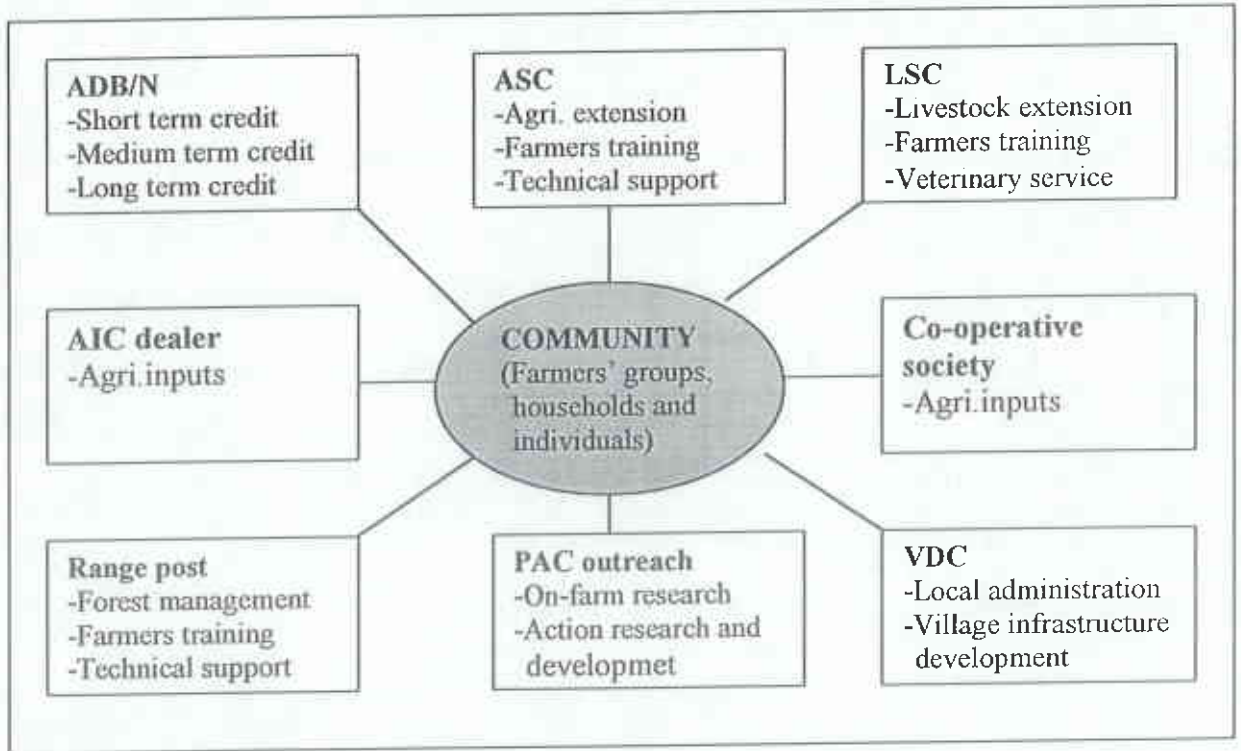 ADB/N
-Short term credit
-Medium term credit
-Long term credit
ASC
-Agri. extension
-Farmers training
-Technical support
LSC
-Livestock extension
-Farmers training
-Veterinary service
AIC dealer
-Agri.inputs
COMMUNITY
(Farmers' groups,
households and
individuals)
Co-operative
society
-Agri.inputs
Range post
-Forest management
-Farmers training
-Technical support
PAC outreach
-On-farm research
-Action research and
developmet
VDC
-Local administration
-Village infrastructure
development